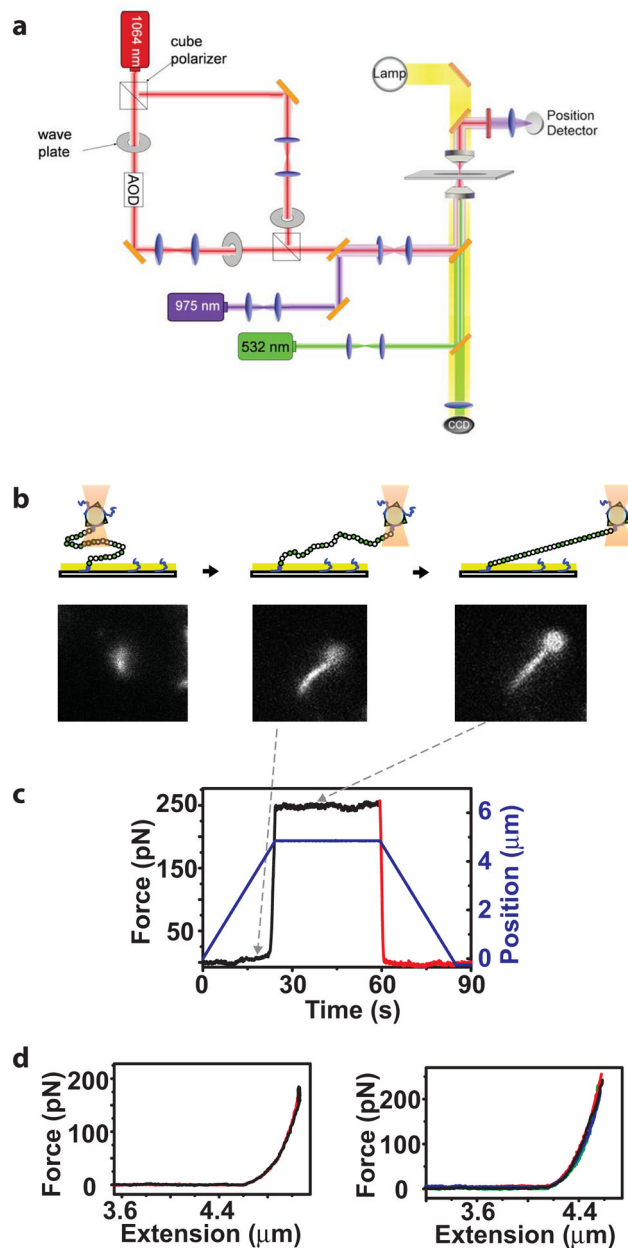 a
1064 nm
cube
polarizer
Lamp
Position
Detector
wave
plate
AOD
975 nm
532 nm
CCD
b
c
250
150
50
Force (pN)
6
4
2
0
Position (μm)
0
30
60
90
Time (s)
d
200
100
0
Force (pN)
3.6
4.4
Extension (μm)
200
100
0
Force (pN)
3.6
4.4
Extension (μm)